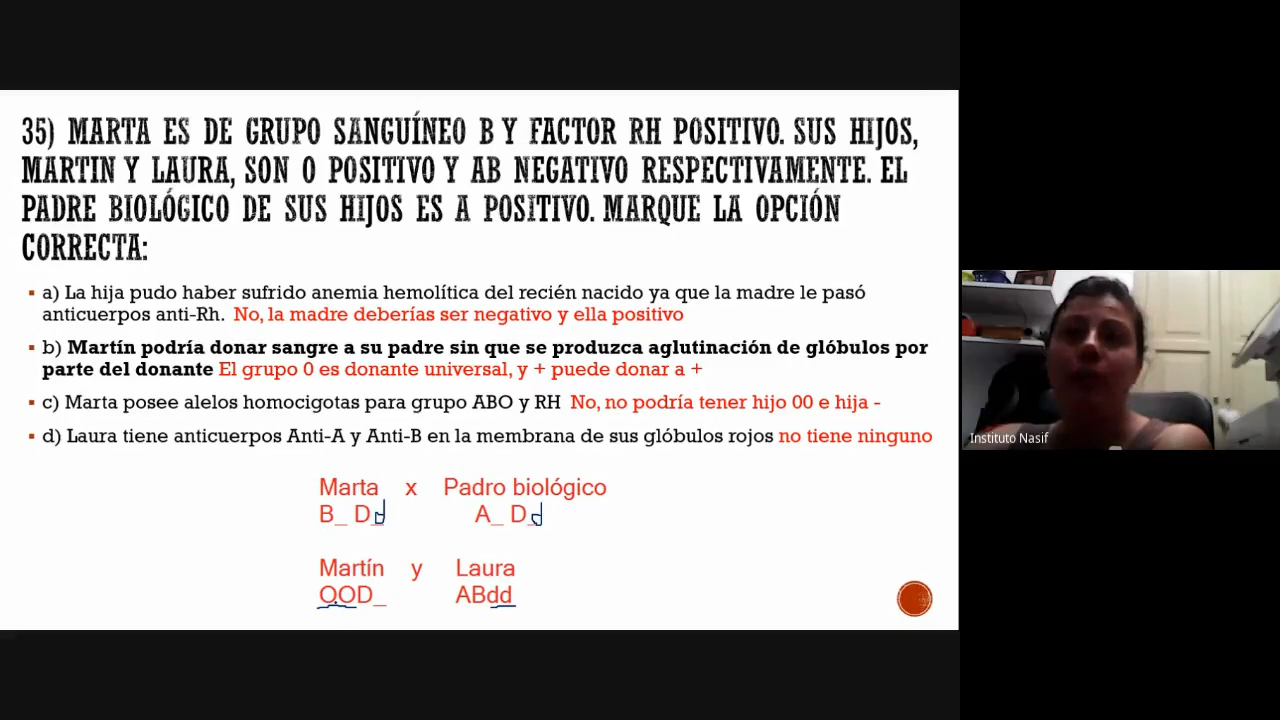 35) MARTA ES DE GRUPO SANGUÍNEO B Y FACTOR RH POSITIVO. SUS HIJOS,
MARTIN Y LAURA, SON O POSITIVO Y AB NEGATIVO RESPECTIVAMENTE. EL
PADRE BIOLÓGICO DE SUS HIJOS ES A POSITIVO. MARQUE LA OPCIÓN
CORRECTA:
▪ a) La hija pudo haber sufrido anemia hemolítica del recién nacido ya que la madre le pasó
anticuerpos anti-Rh. No, la madre deberías ser negativo y ella positivo
▪ b) Martín podría donar sangre a su padre sin que se produzca aglutinación de glóbulos por
parte del donante El grupo 0 es donante universal, y + puede donar a +
▪ c) Marta posee alelos homocigotas para grupo ABO y RH No, no podría tener hijo 00 e hija -
▪ d) Laura tiene anticuerpos Anti-A y Anti-B en la membrana de sus glóbulos rojos no tiene ninguno
Marta x Padro biológico
B_ D_d A_ D_d
Martín y Laura
OOD_ ABdd
Instituto Nasif